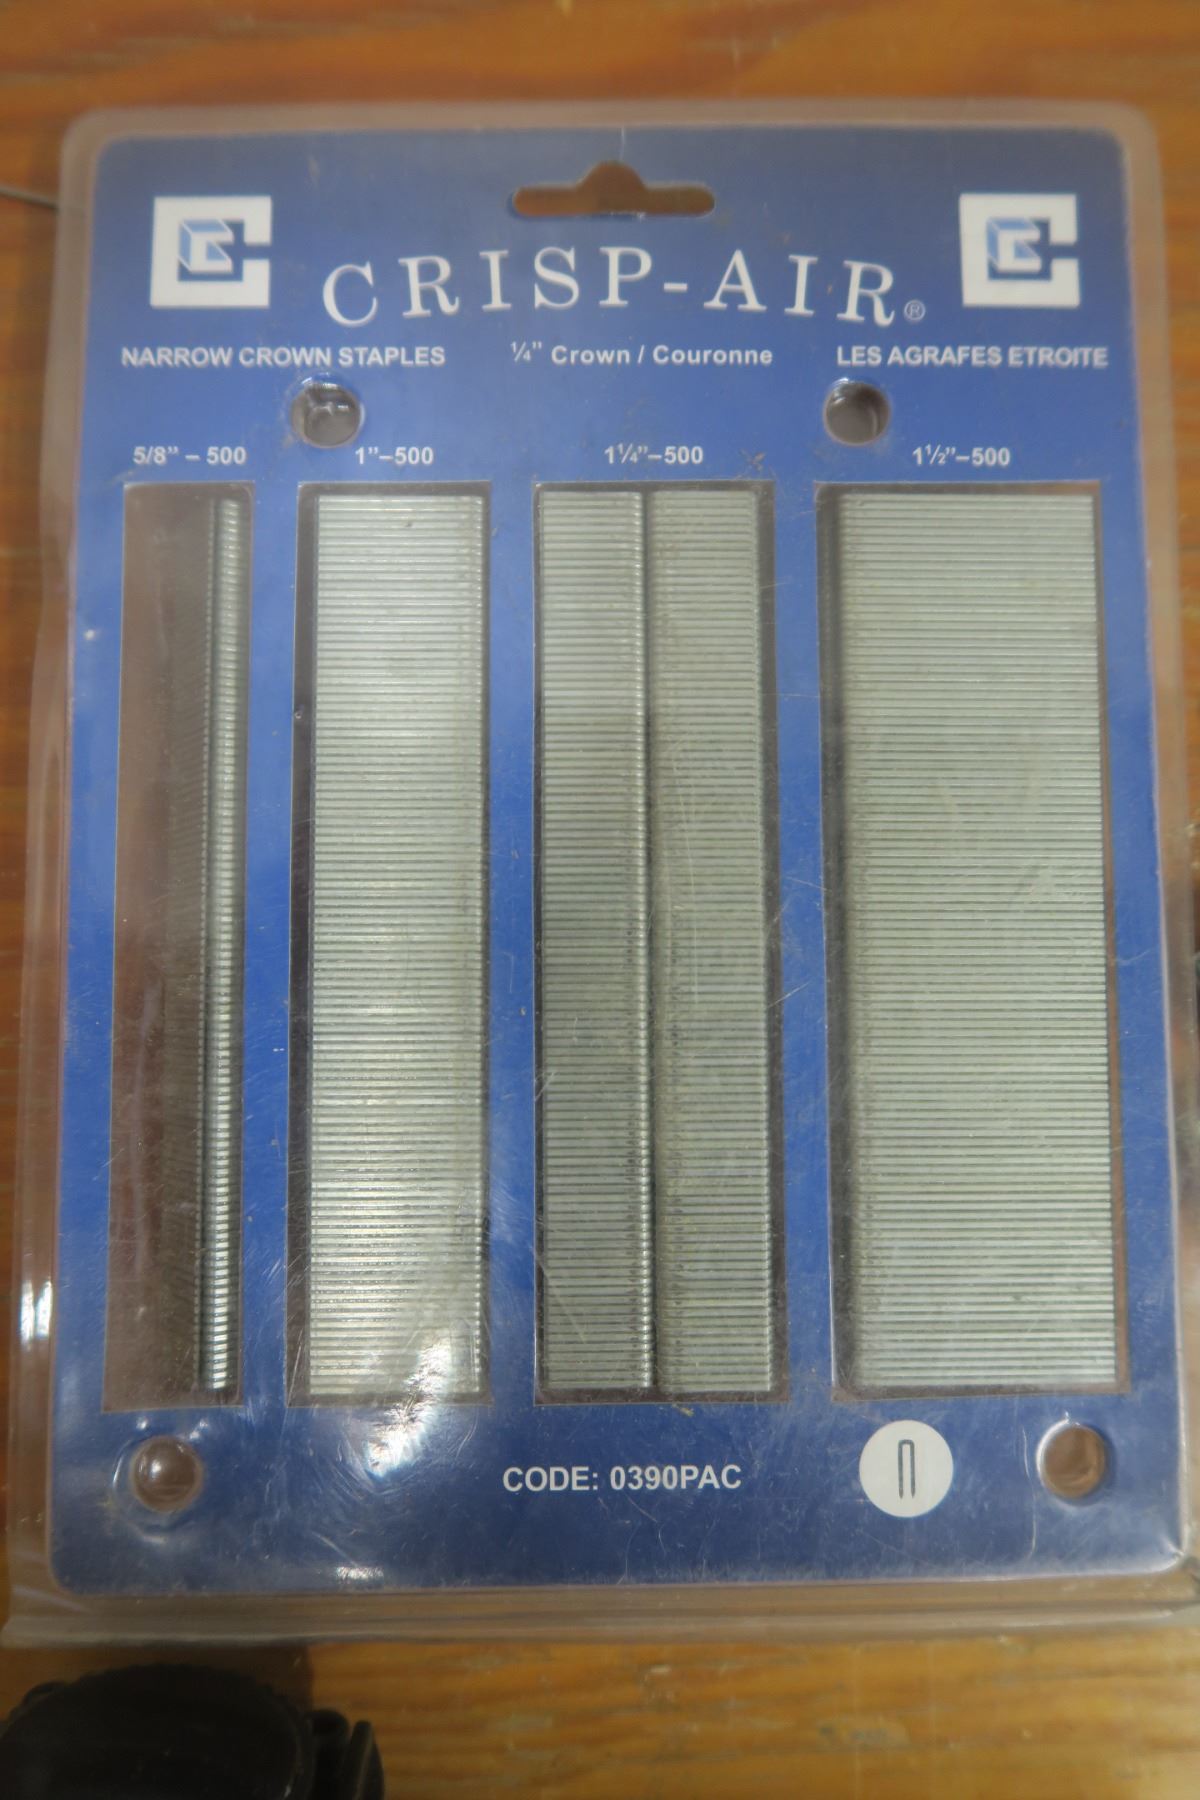 CRISP-AIR®
NARROW CROWN STAPLES
¼" Crown / Couronne
LES AGRAFES ETROITE
5/8" – 500
1"–500
1¼"–500
1½"–500
CODE: 0390PAC